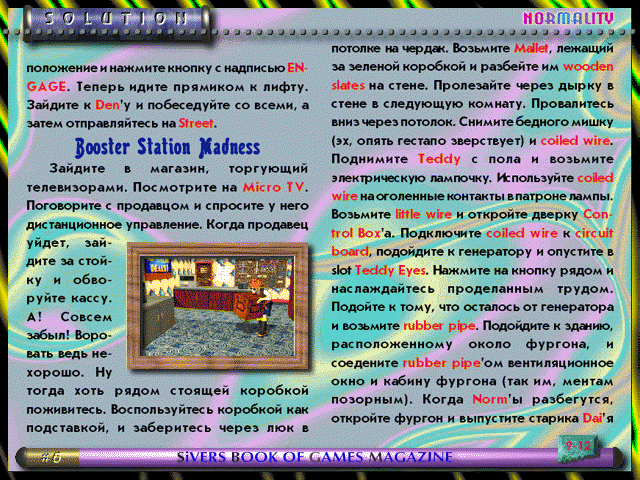 SOLUTION
NORMALITY
положение и нажмите кнопку с надписью EN-
GAGE. Теперь идите прямиком к лифту.
Зайдите к Den'у и побеседуйте со всеми, а
затем отправляйтесь на Street.
Booster Station Madness
Зайдите в магазин, торгующий
телевизорами. Посмотрите на Micro TV.
Поговорите с продавцом и спросите у него
дистанционное управление. Когда продавец
уйдет, зай-
дите за стой-
ку и обво-
руйте кассу.
А! Совсем
забыл! Воро-
вать ведь не-
хорошо. Ну
тогда хоть рядом стоящей коробкой
поживитесь. Воспользуйтесь коробкой как
подставкой, и заберитесь через люк в
потолке на чердак. Возьмите Mallet, лежащий
за зеленой коробкой и разбейте им wooden
slates на стене. Пролезайте через дырку в
стене в следующую комнату. Провалитесь
вниз через потолок. Снимите бедного мишку
(эх, опять гестапо зверствует) и coiled wire.
Поднимите Teddy с пола и возьмите
электрическую лампочку. Используйте coiled
wire на оголенные контакты в патроне лампы.
Возьмите little wire и откройте дверку Con-
trol Box'а. Подключите coiled wire к circuit
board, подойдите к генератору и опустите в
slot Teddy Eyes. Нажмите на кнопку рядом и
наслаждайтесь проделанным трудом.
Подойте к тому, что осталось от генератора
и возьмите rubber pipe. Подойдите к зданию,
расположенному около фургона, и
соедените rubber pipe'ом вентиляционное
окно и кабину фургона (так им, ментам
позорным). Когда Norm'ы разбегутся,
откройте фургон и выпустите старика Dai'я
9-12
#6
SiVERS BOOK OF GAMES MAGAZINE